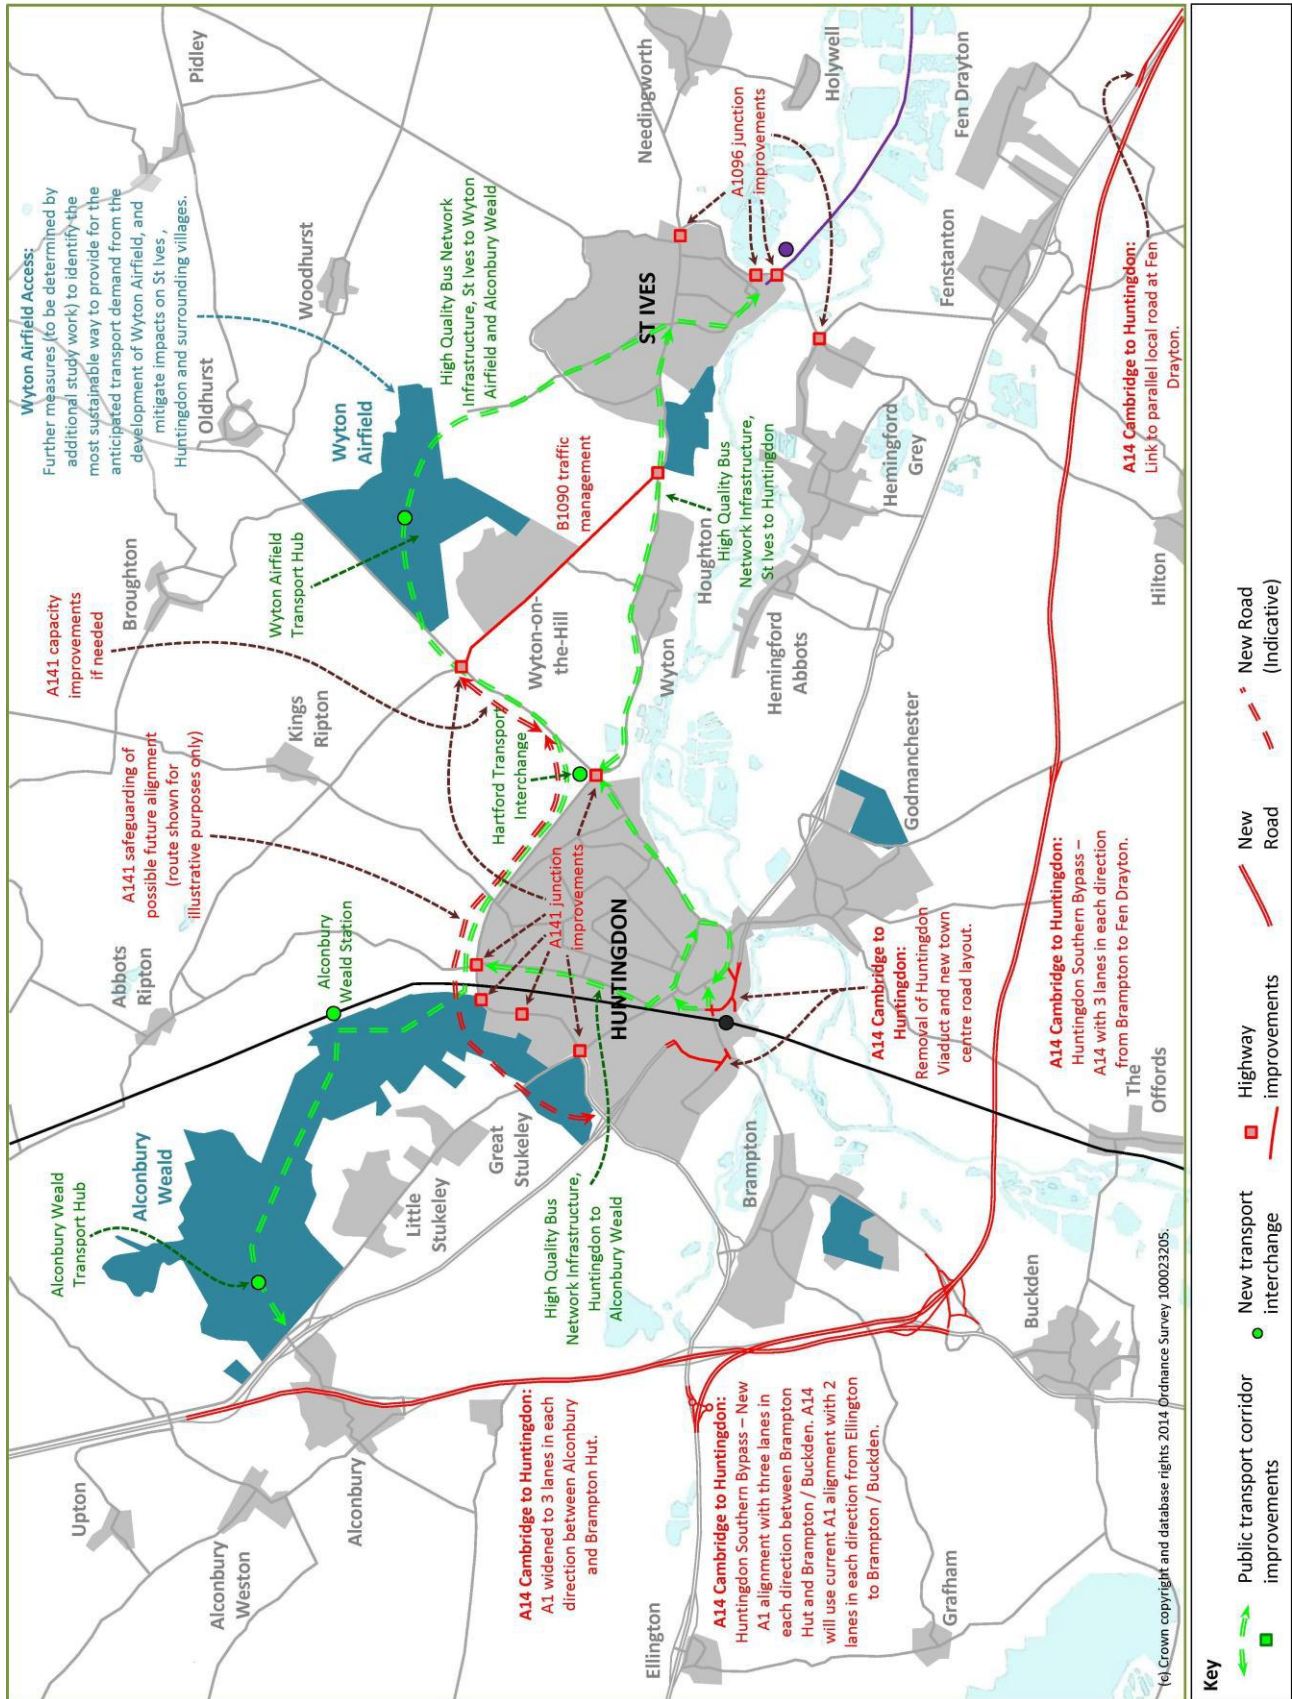 Upton
Alconbury
Weston
Alconbury
Ellington
Grafham
Alconbury Weald
Transport Hub
Alconbury
Weald
Little
Stukeley
Great
Stukeley
Abbots
Ripton
Alconbury
Weald Station
A141 safeguarding of
possible future alignment
(route shown for
illustrative purposes only)
Kings
Ripton
A141 capacity
improvements
if needed
Broughton
Wyton Airfield
Transport Hub
Wyton
Airfield
Oldhurst
Woodhurst
Pidley
Wyton Airfield Access:
Further measures (to be determined by
additional study work) to identify the
most sustainable way to provide for the
anticipated transport demand from the
development of Wyton Airfield, and
mitigate impacts on St Ives ,
Huntingdon and surrounding villages.
High Quality Bus Network
Infrastructure, St Ives to Wyton
Airfield and Alconbury Weald
Needingworth
Holywell
Fen Drayton
A1096 junction
improvements
ST IVES
B1090 traffic
management
Wyton-on-
the-Hill
Hartford Transport
Interchange
A141 junction
improvements
HUNTINGDON
High Quality Bus
Network Infrastructure,
Huntingdon to
Alconbury Weald
High Quality Bus
Network Infrastructure,
St Ives to Huntingdon
Houghton
Wyton
Hemingford
Abbots
Hemingford
Grey
Fenstanton
Hilton
Godmanchester
Brampton
Buckden
The
Offords
A14 Cambridge to
Huntingdon:
Removal of Huntingdon
Viaduct and new town
centre road layout.
A14 Cambridge to Huntingdon:
Huntingdon Southern Bypass –
A14 with 3 lanes in each direction
from Brampton to Fen Drayton.
A14 Cambridge to Huntingdon:
Link to parallel local road at Fen
Drayton.
A14 Cambridge to Huntingdon:
A1 widened to 3 lanes in each
direction between Alconbury
and Brampton Hut.
A14 Cambridge to Huntingdon:
Huntingdon Southern Bypass – New
A1 alignment with three lanes in
each direction between Brampton
Hut and Brampton / Buckden. A14
will use current A1 alignment with 2
lanes in each direction from Ellington
to Brampton / Buckden.
(c) Crown copyright and database rights 2014 Ordnance Survey 100023205.
Key
Public transport corridor
improvements
New transport
interchange
Highway
improvements
New
Road
New Road
(Indicative)